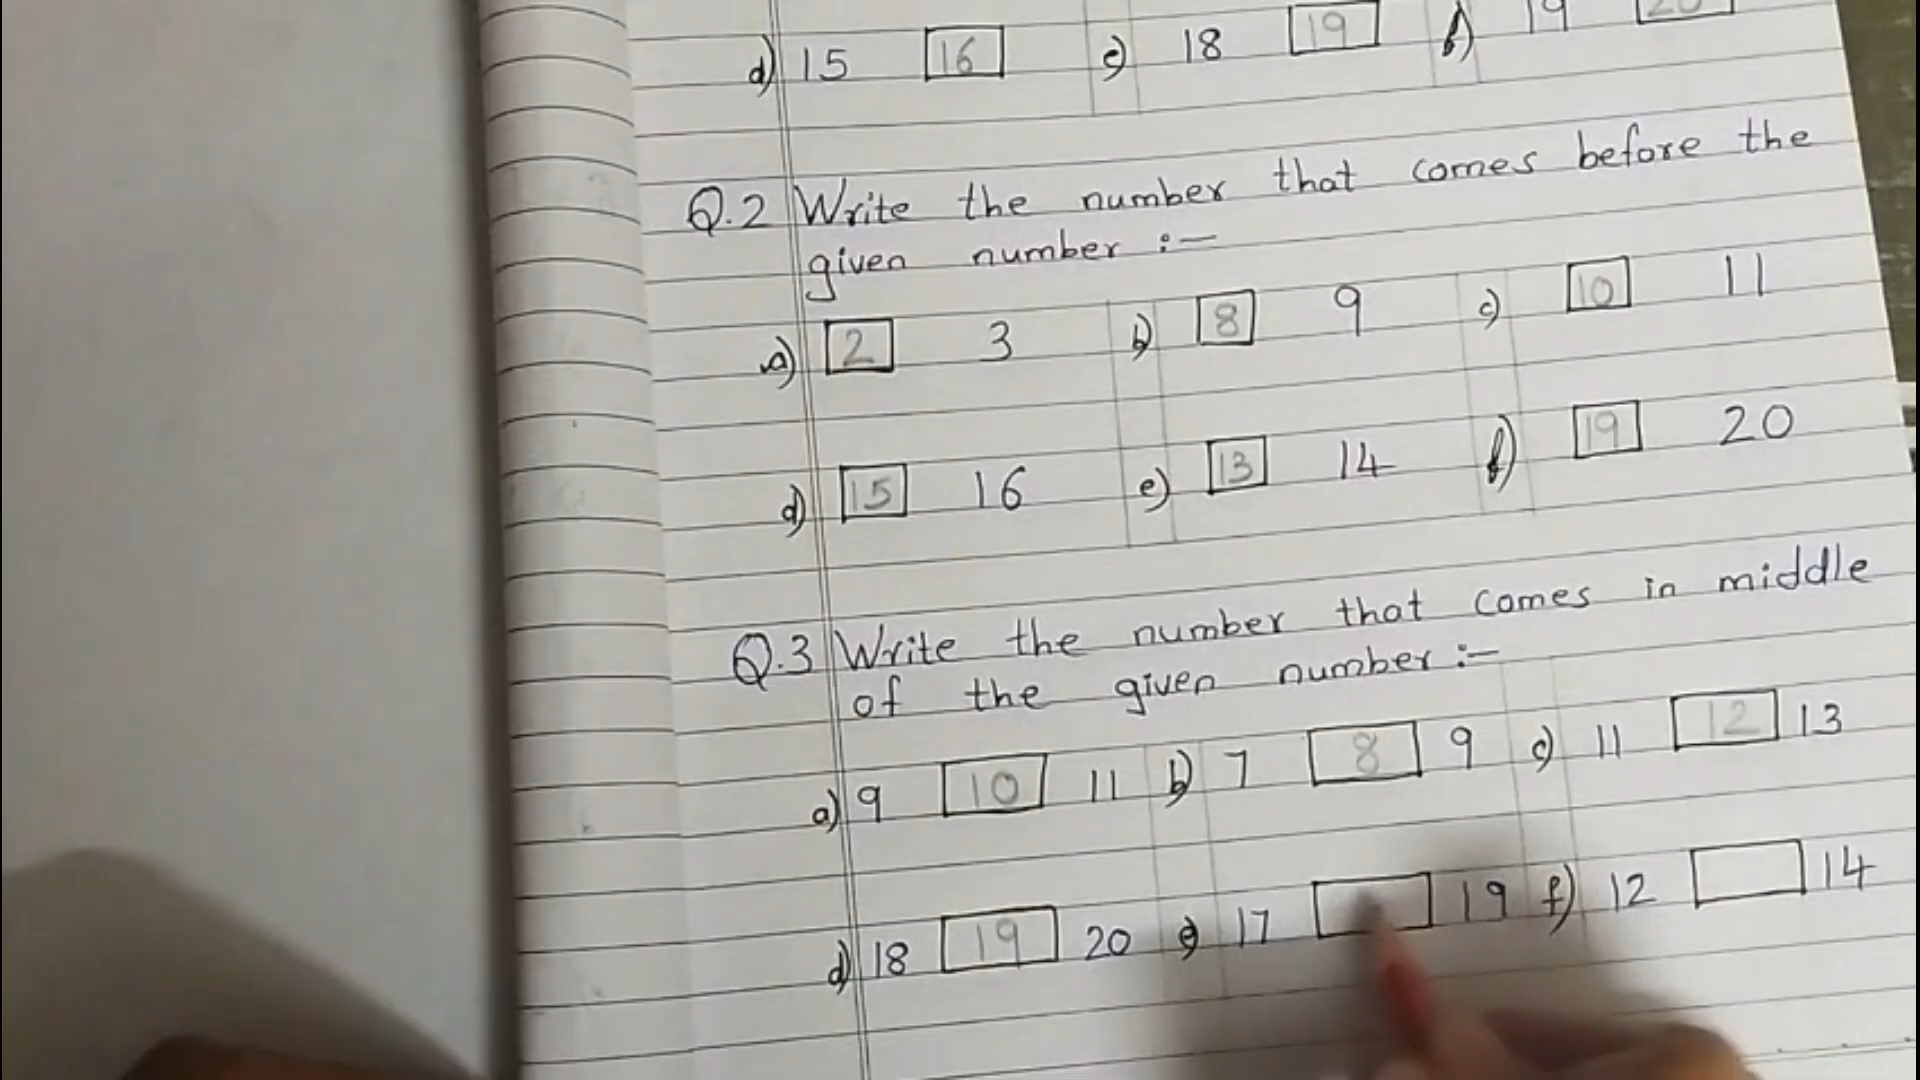 d) 15 16 e) 18 19 f) 19 20
Q.2 Write the number that comes before the
given number :-
a) 2 3 b) 8 9 c) 10 11
d) 15 16 e) 13 14 f) 19 20
Q.3 Write the number that comes in middle
of the given number :-
a) 9 10 11 b) 7 8 9 c) 11 12 13
d) 18 19 20 e) 17 19 f) 12 14